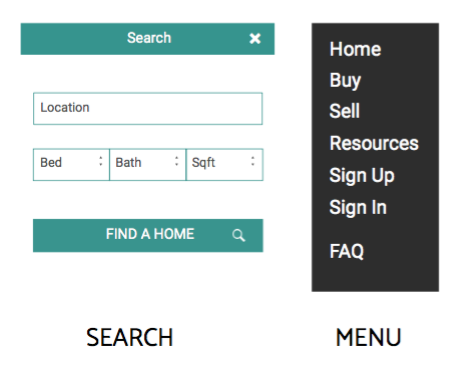 Search
Location
Bed Bath Sqft
FIND A HOME
SEARCH
Home
Buy
Sell
Resources
Sign Up
Sign In
FAQ
MENU